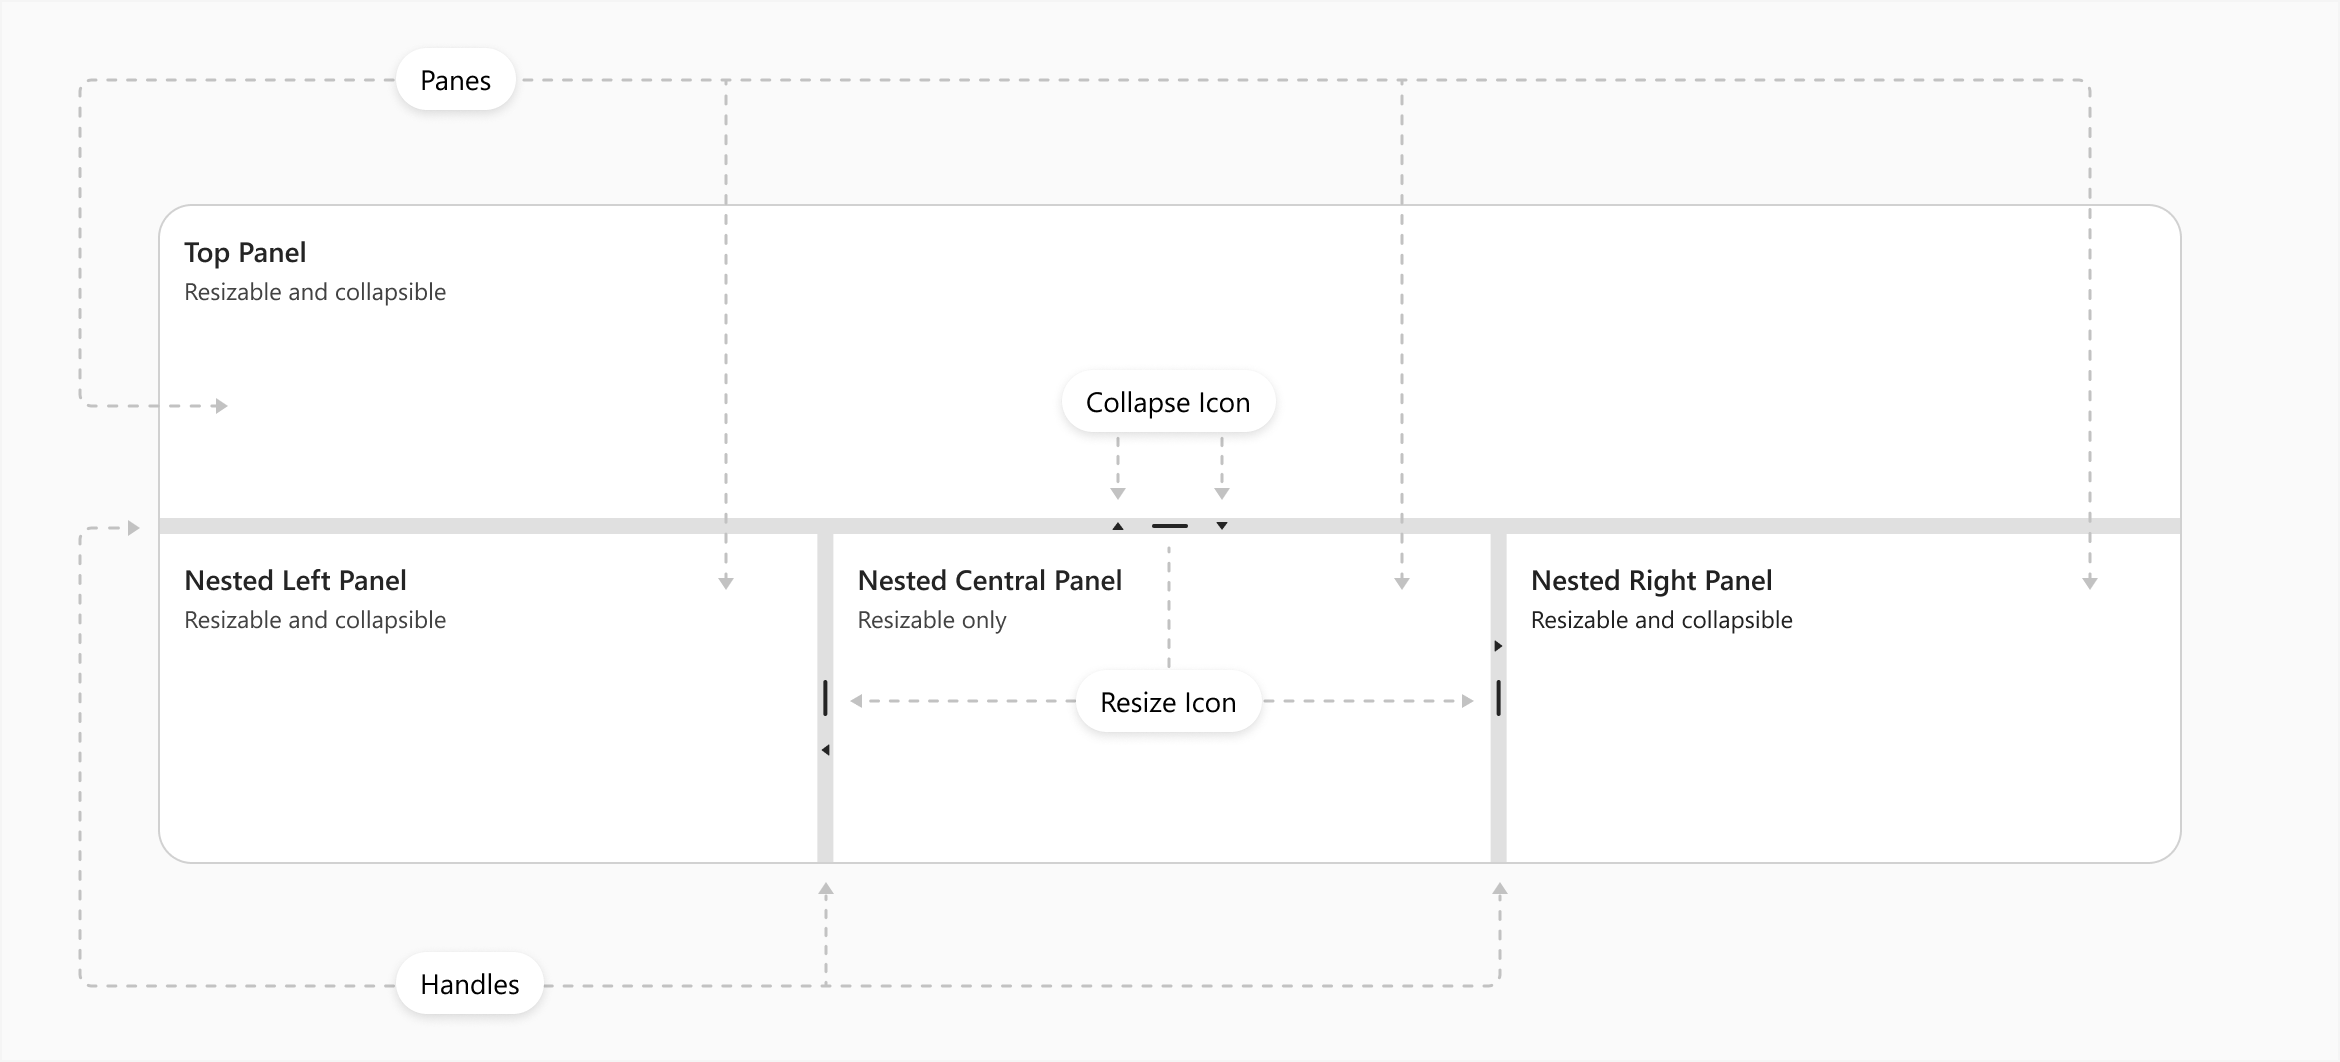 Panes
Top Panel
Resizable and collapsible
Collapse Icon
Nested Left Panel
Resizable and collapsible
Nested Central Panel
Resizable only
Nested Right Panel
Resizable and collapsible
Resize Icon
Handles